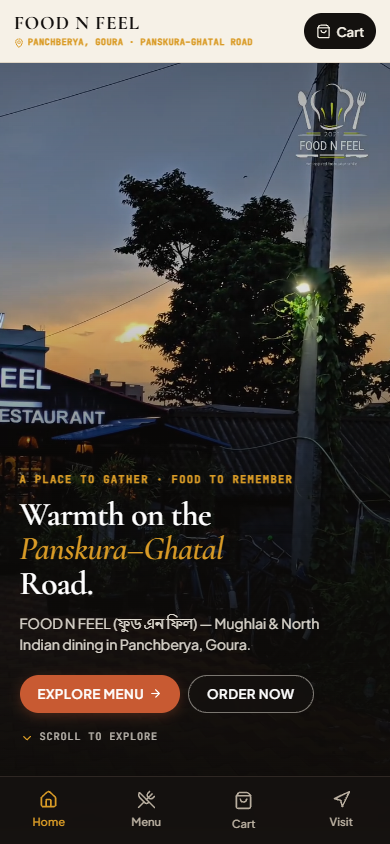 FOOD N FEEL
PANCHBERYA, GOURA · PANSKURA-GHATAL ROAD
Cart
FOOD N FEEL
EEL
ESTAURANT
A PLACE TO GATHER · FOOD TO REMEMBER
Warmth on the
Panskura–Ghatal
Road.
FOOD N FEEL (ফুড এন ফিল) — Mughlai & North
Indian dining in Panchberya, Goura.
EXPLORE MENU →
ORDER NOW
SCROLL TO EXPLORE
Home
Menu
Cart
Visit